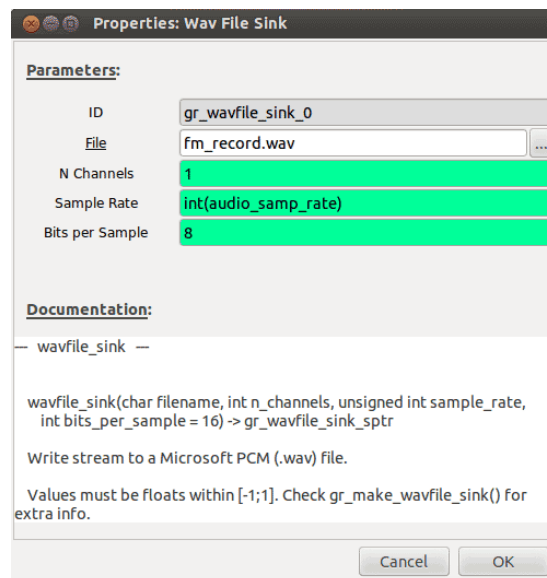 Properties: Wav File Sink
Parameters:
ID
gr_wavfile_sink_0
File
fm_record.wav
...
N Channels
1
Sample Rate
int(audio_samp_rate)
Bits per Sample
8
Documentation:
--- wavfile_sink ---
wavfile_sink(char filename, int n_channels, unsigned int sample_rate,
int bits_per_sample = 16) -> gr_wavfile_sink_sptr
Write stream to a Microsoft PCM (.wav) file.
Values must be floats within [-1;1]. Check gr_make_wavfile_sink() for
extra info.
Cancel
OK